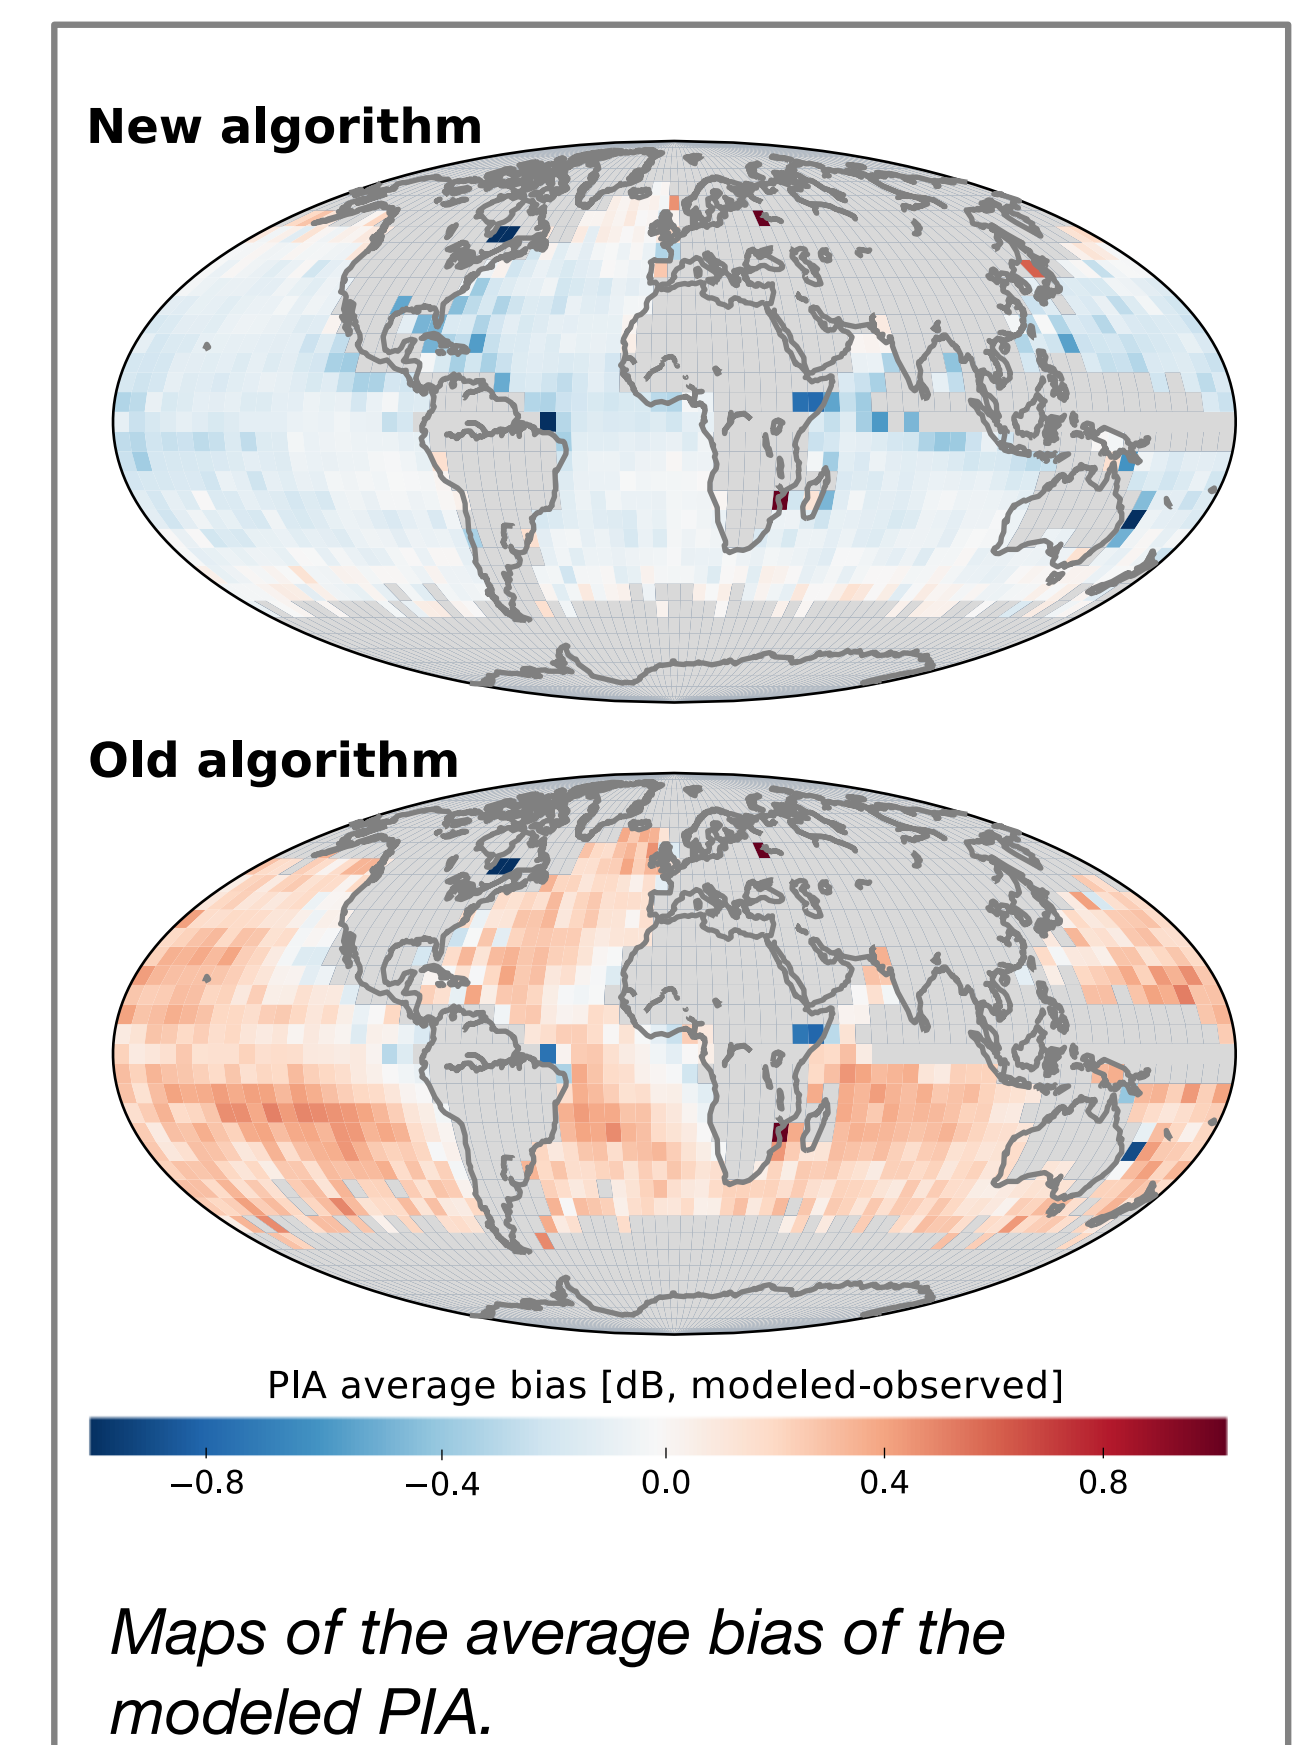 New algorithm
Old algorithm
PIA average bias [dB, modeled-observed]
−0.8 −0.4 0.0 0.4 0.8
Maps of the average bias of the
modeled PIA.